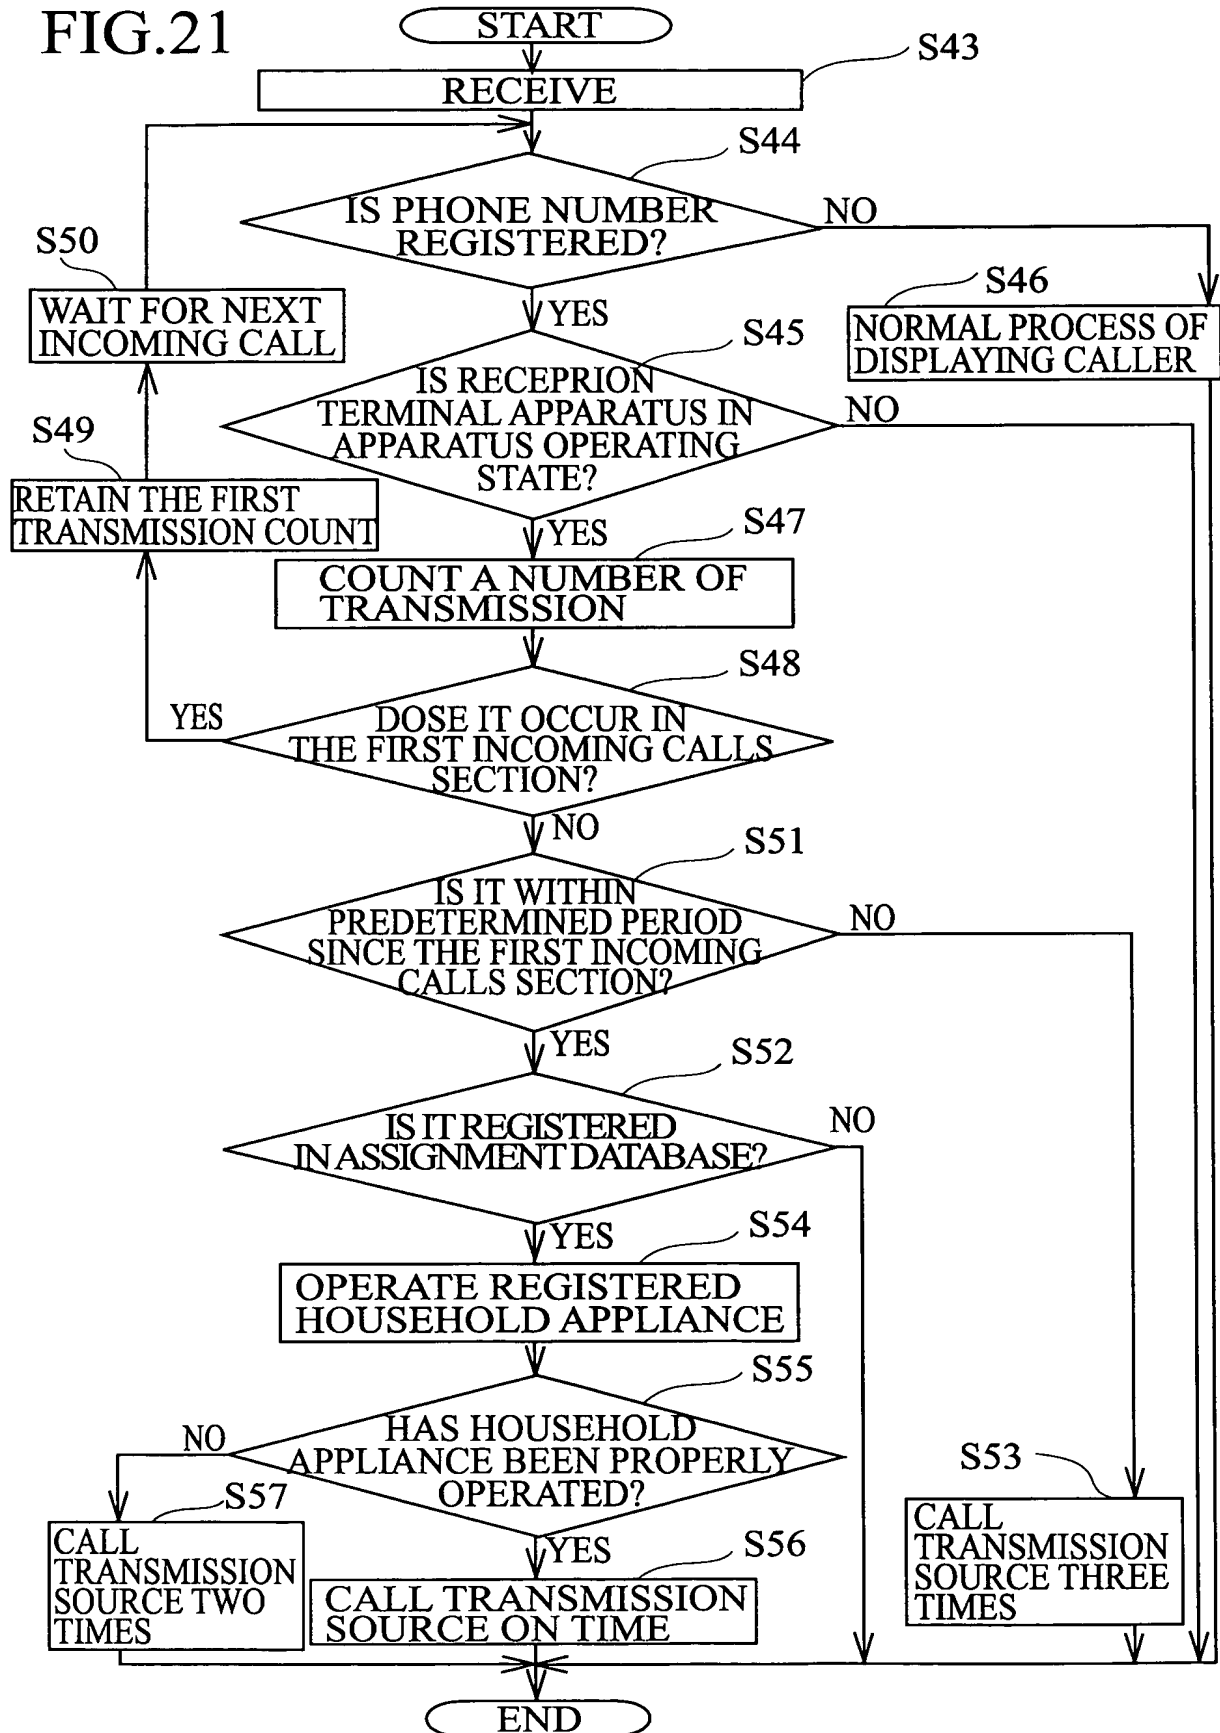 FIG.21
START
S43
RECEIVE
S44
IS PHONE NUMBER
REGISTERED?
NO
YES
S50
WAIT FOR NEXT
INCOMING CALL
S46
NORMAL PROCESS OF
DISPLAYING CALLER
S45
IS RECEPRION
TERMINAL APPARATUS IN
APPARATUS OPERATING
STATE?
NO
YES
S49
RETAIN THE FIRST
TRANSMISSION COUNT
S47
COUNT A NUMBER OF
TRANSMISSION
S48
DOSE IT OCCUR IN
THE FIRST INCOMING CALLS
SECTION?
YES
NO
S51
IS IT WITHIN
PREDETERMINED PERIOD
SINCE THE FIRST INCOMING
CALLS SECTION?
NO
YES
S52
IS IT REGISTERED
IN ASSIGNMENT DATABASE?
NO
YES
S54
OPERATE REGISTERED
HOUSEHOLD APPLIANCE
S55
HAS HOUSEHOLD
APPLIANCE BEEN PROPERLY
OPERATED?
NO
YES
S57
CALL
TRANSMISSION
SOURCE TWO
TIMES
S56
CALL TRANSMISSION
SOURCE ON TIME
S53
CALL
TRANSMISSION
SOURCE THREE
TIMES
END